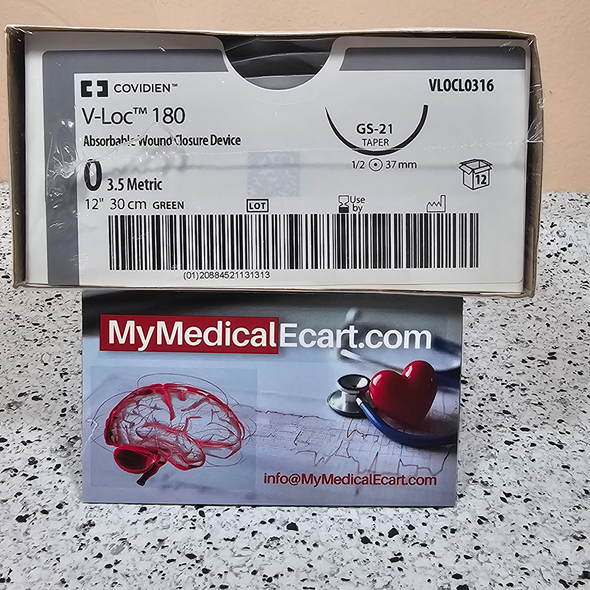 COVIDIEN™
VLOCL0316
V-Loc™ 180
Absorbable Wound Closure Device
GS-21
TAPER
1/2 37 mm
0 3.5 Metric
12
12" 30 cm GREEN
LOT
Use
by
(01)20884521131313
MyMedicalEcart.com
info@MyMedicalEcart.com